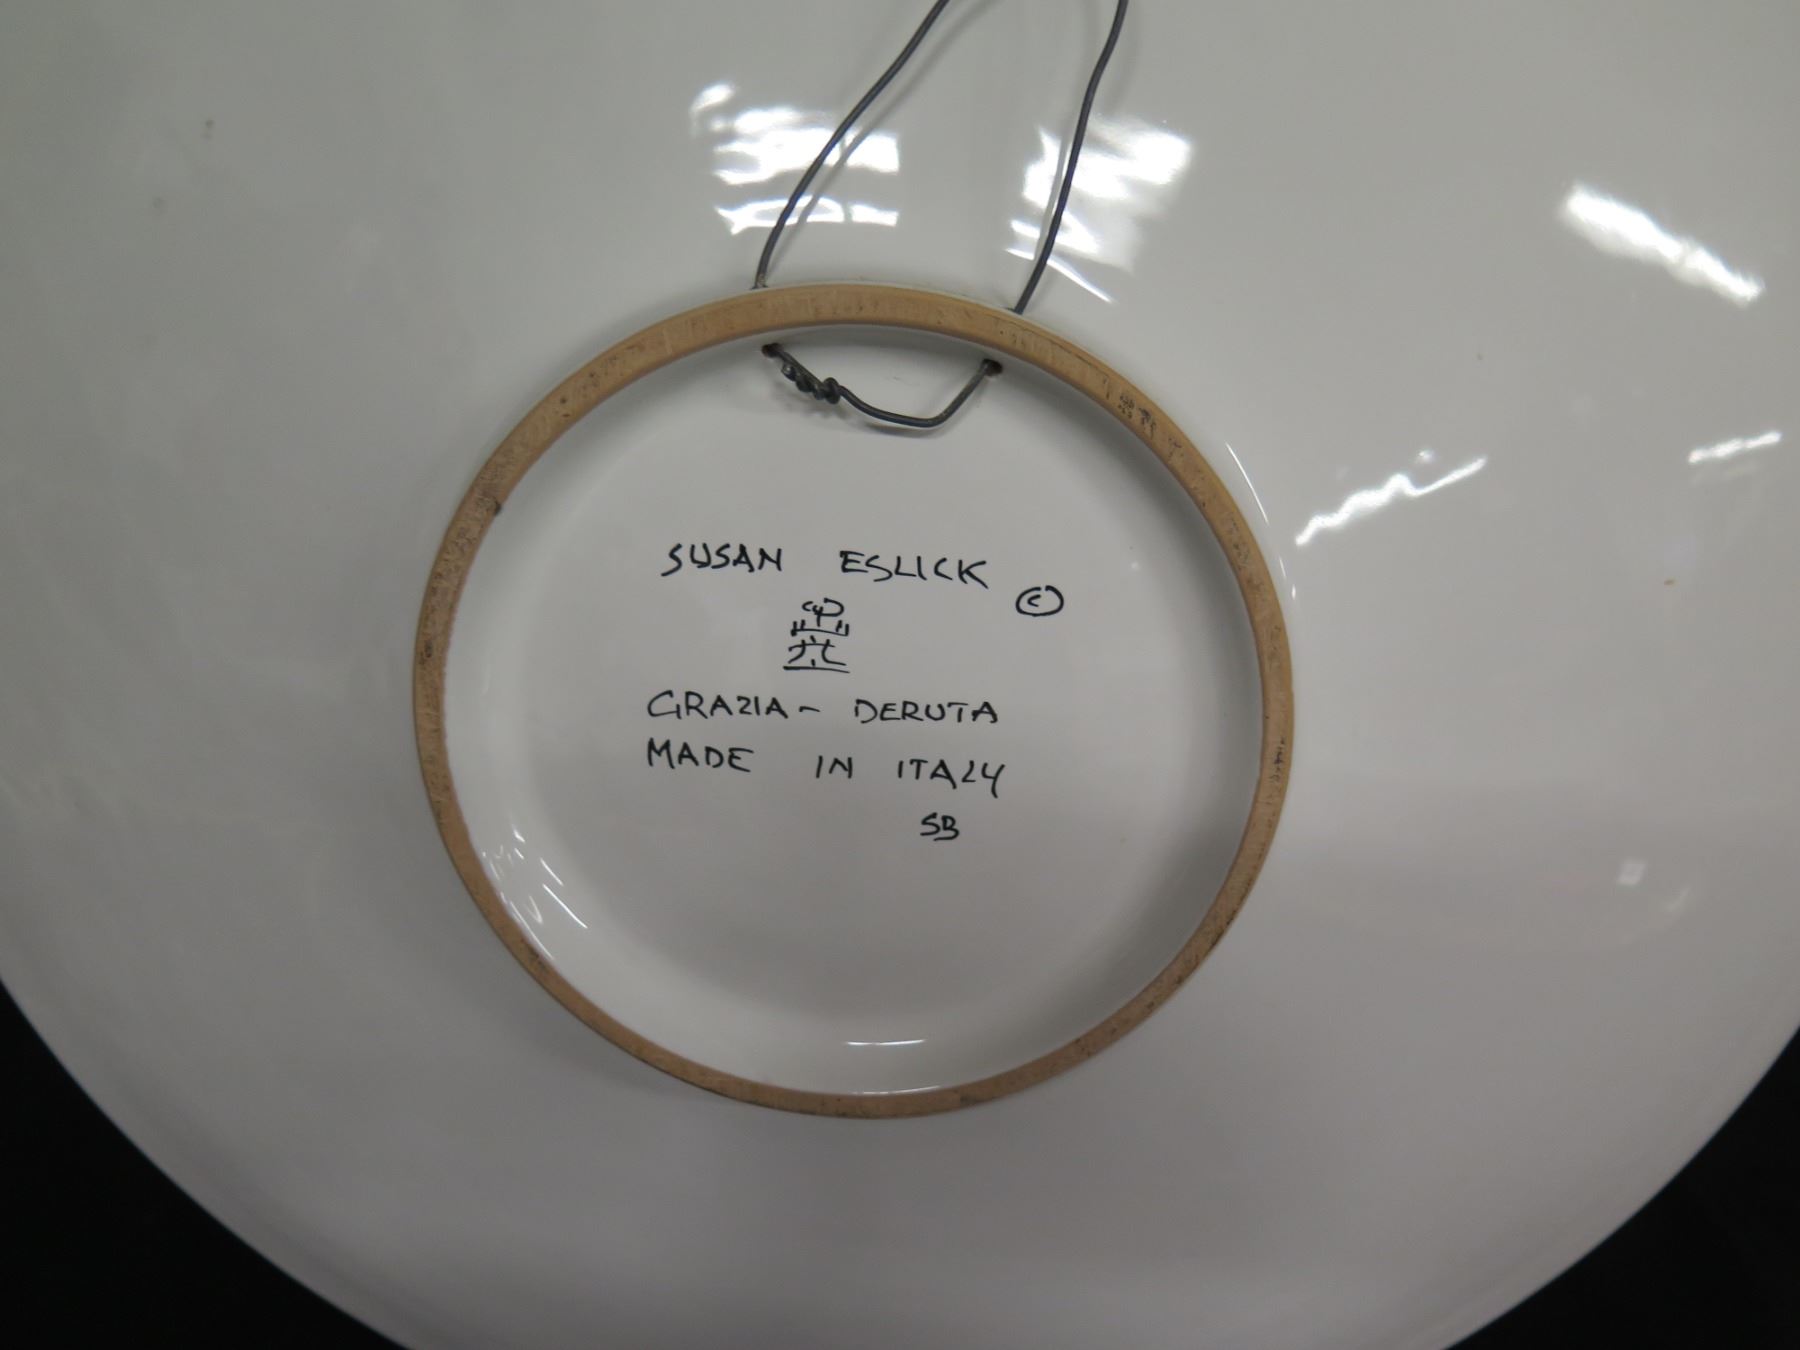 SUSAN ESLICK ©
GRAZIA - DERUTA
MADE IN ITALY
SB